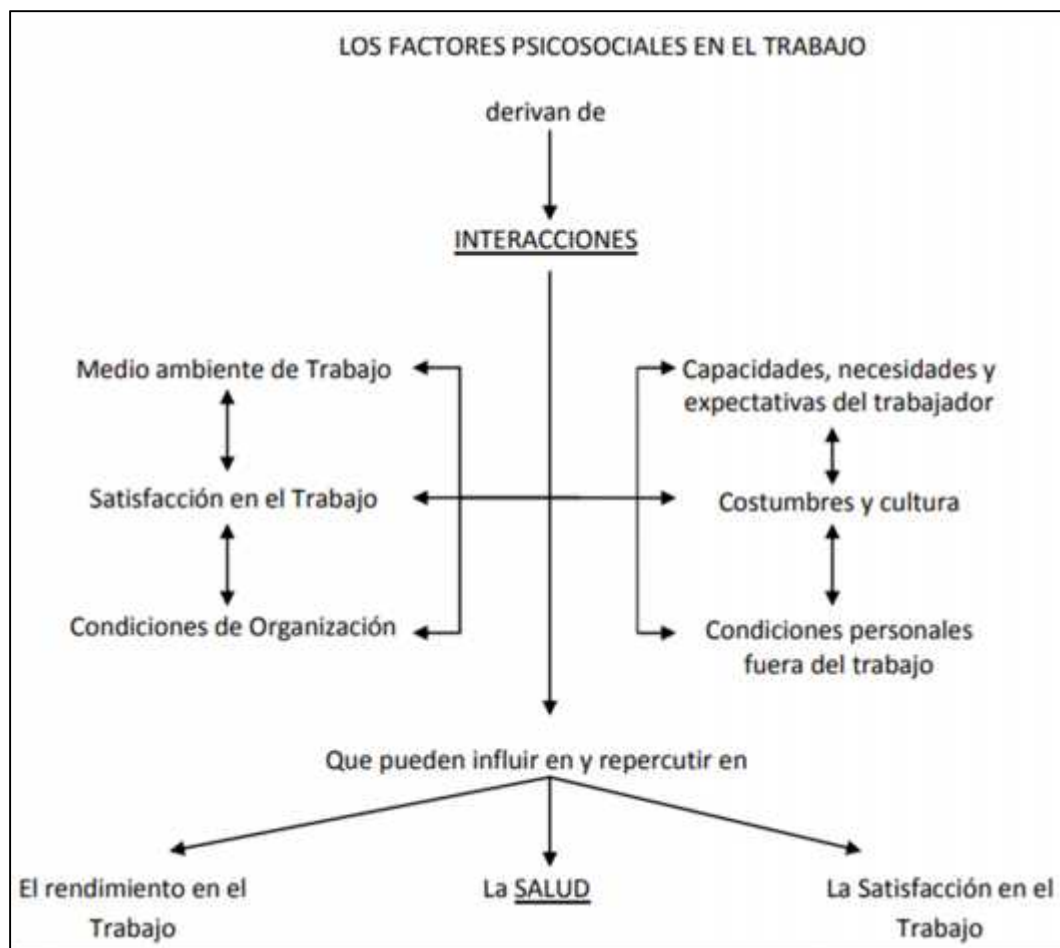 LOS FACTORES PSICOSOCIALES EN EL TRABAJO
derivan de
INTERACCIONES
Medio ambiente de Trabajo
Capacidades, necesidades y
expectativas del trabajador
Satisfacción en el Trabajo
Costumbres y cultura
Condiciones de Organización
Condiciones personales
fuera del trabajo
Que pueden influir en y repercutir en
El rendimiento en el
Trabajo
La SALUD
La Satisfacción en el
Trabajo